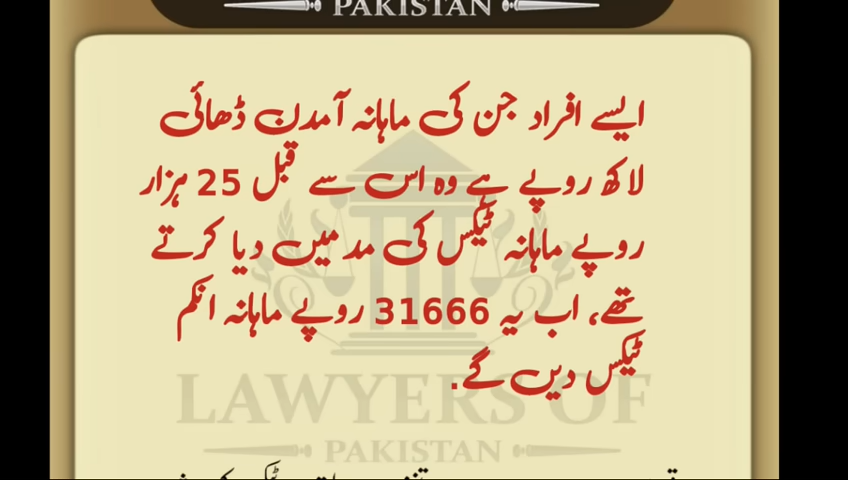 PAKISTAN
ایسے افراد جن کی ماہانہ آمدن ڈھائی
لاکھ روپے ہے وہ اس سے قبل 25 ہزار
روپے ماہانہ ٹیکس کی مد میں دیا کرتے
تھے، اب یہ 31666 روپے ماہانہ انکم
ٹیکس دیں گے.
LAWYERS OF
PAKISTAN